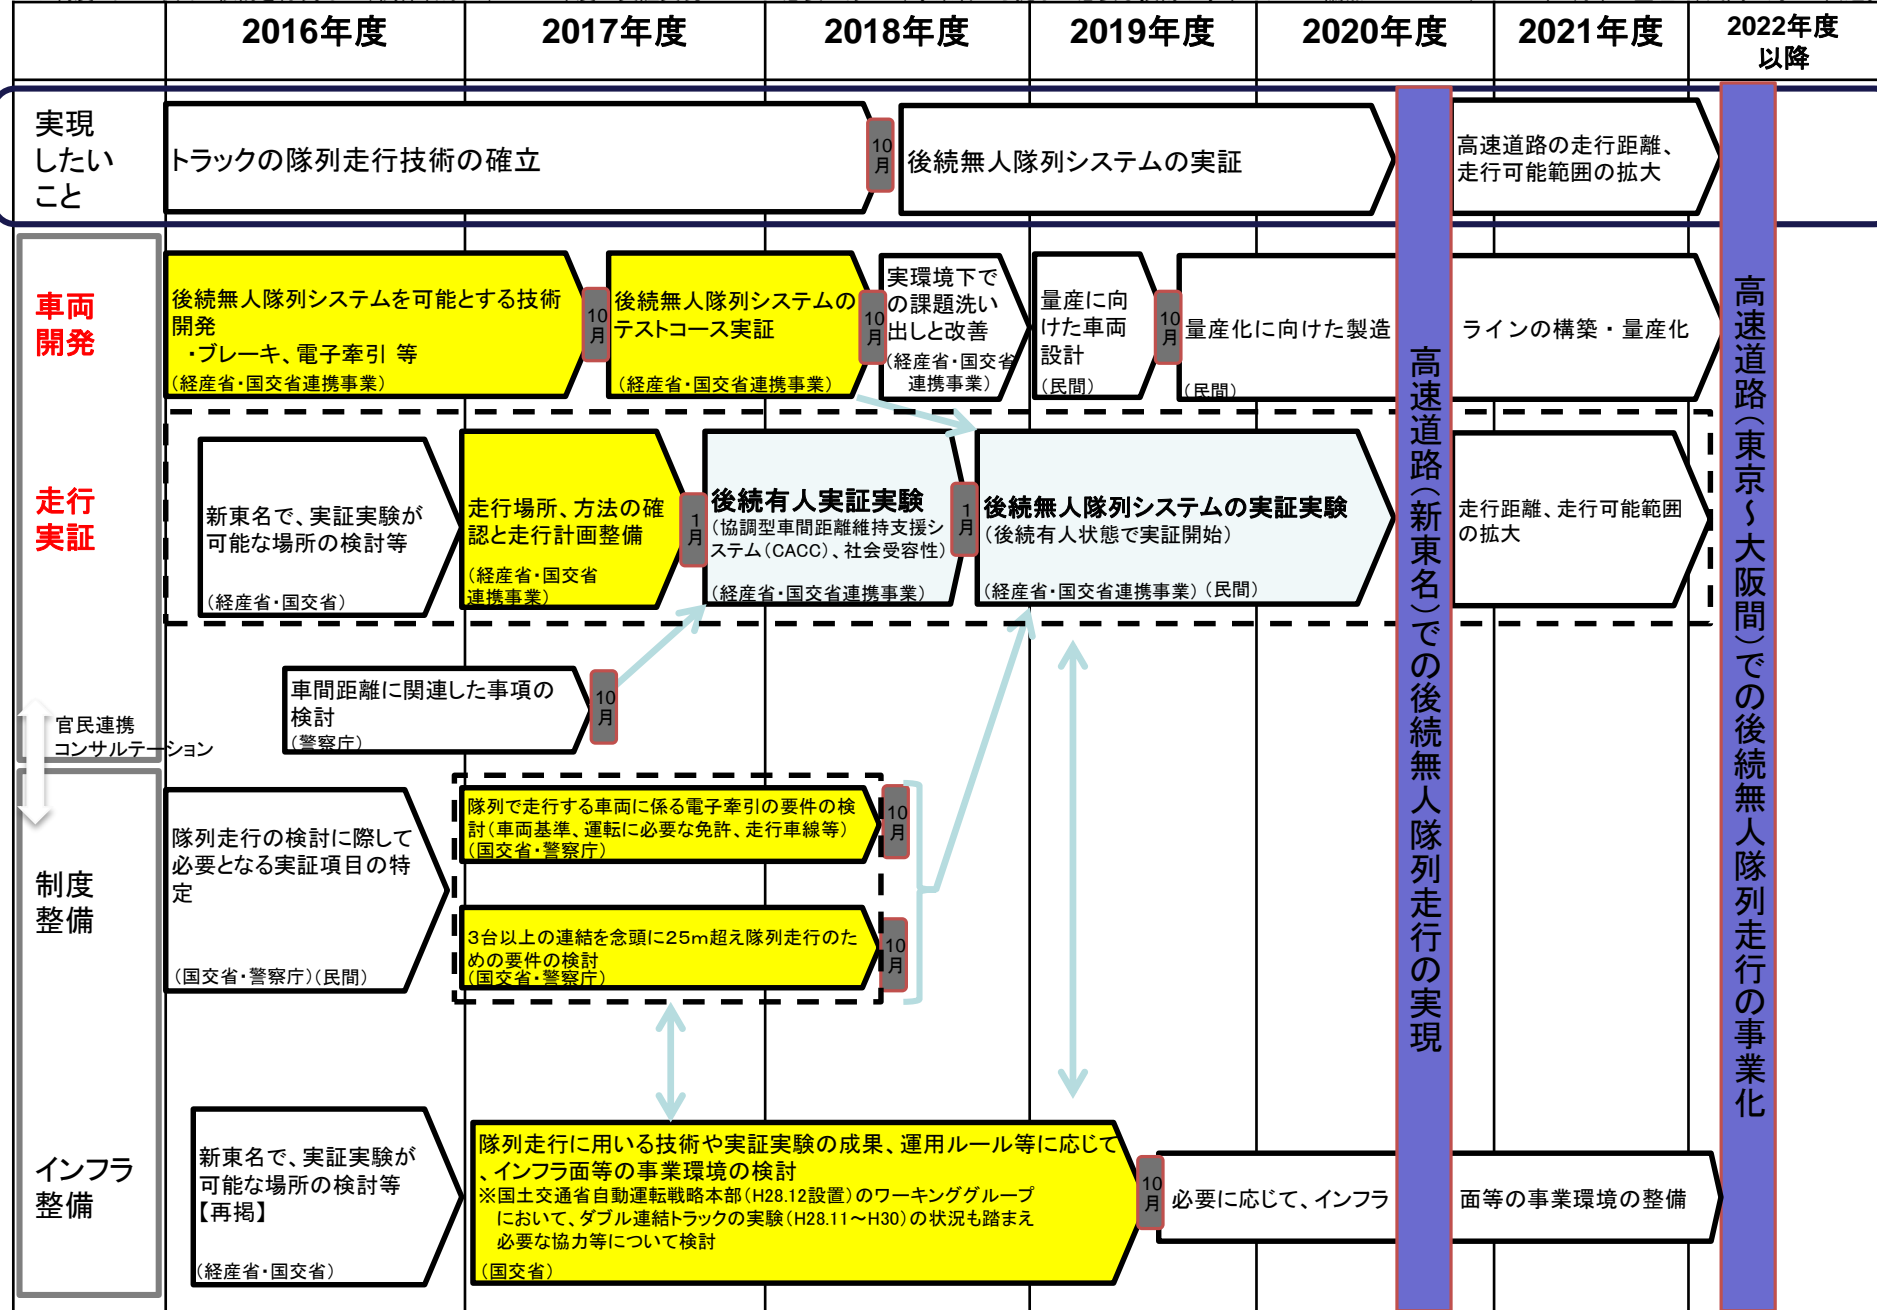 2016年度
2017年度
2018年度
2019年度
2020年度
2021年度
2022年度
以降
実現
したい
こと
トラックの隊列走行技術の確立
10
月
後続無人隊列システムの実証
高速道路の走行距離、
走行可能範囲の拡大
車両
開発
後続無人隊列システムを可能とする技術
開発
・ブレーキ、電子牽引 等
(経産省・国交省連携事業)
10
月
後続無人隊列システムの
テストコース実証
(経産省・国交省連携事業)
10
月
実環境下で
の課題洗い
出しと改善
(経産省・国交省
連携事業)
量産に向
けた車両
設計
(民間)
10
月
量産化に向けた製造
ラインの構築・量産化
(民間)
走行
実証
新東名で、実証実験が
可能な場所の検討等
(経産省・国交省)
走行場所、方法の確
認と走行計画整備
(経産省・国交省
連携事業)
1
月
後続有人実証実験
(協調型車間距離維持支援シ
ステム(CACC)、社会受容性)
(経産省・国交省連携事業)
1
月
後続無人隊列システムの実証実験
(後続有人状態で実証開始)
(経産省・国交省連携事業)(民間)
走行距離、走行可能範囲
の拡大
車間距離に関連した事項の
検討
(警察庁)
10
月
官民連携
コンサルテーション
制度
整備
隊列走行の検討に際して
必要となる実証項目の特
定
(国交省・警察庁)(民間)
隊列で走行する車両に係る電子牽引の要件の検
討(車両基準、運転に必要な免許、走行車線等)
(国交省・警察庁)
10
月
3台以上の連結を念頭に25m超え隊列走行のた
めの要件の検討
(国交省・警察庁)
10
月
インフラ
整備
新東名で、実証実験が
可能な場所の検討等
【再掲】
(経産省・国交省)
隊列走行に用いる技術や実証実験の成果、運用ルール等に応じて
、インフラ面等の事業環境の検討
※国土交通省自動運転戦略本部(H28.12設置)のワーキンググループ
において、ダブル連結トラックの実験(H28.11～H30)の状況も踏まえ
必要な協力等について検討
(国交省)
10
月
必要に応じて、インフラ
面等の事業環境の整備
高速道路(新東名)での後続無人隊列走行の実現
高速道路(東京～大阪間)での後続無人隊列走行の事業化